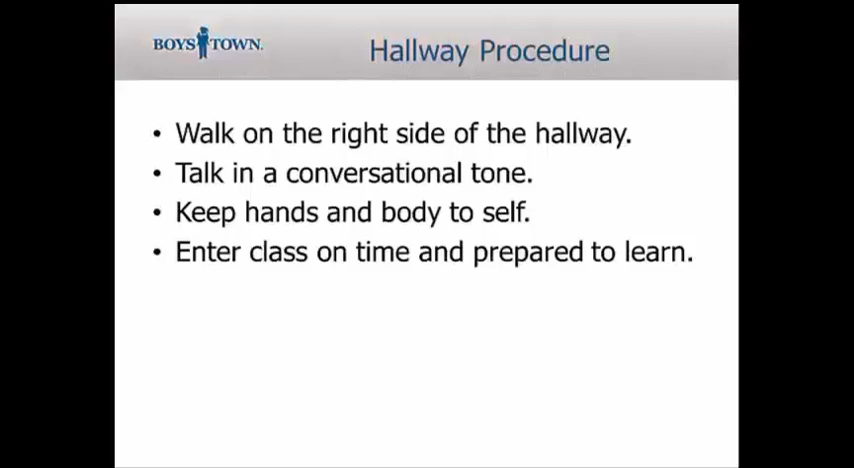 BOYS TOWN.
Hallway Procedure
• Walk on the right side of the hallway.
• Talk in a conversational tone.
• Keep hands and body to self.
• Enter class on time and prepared to learn.